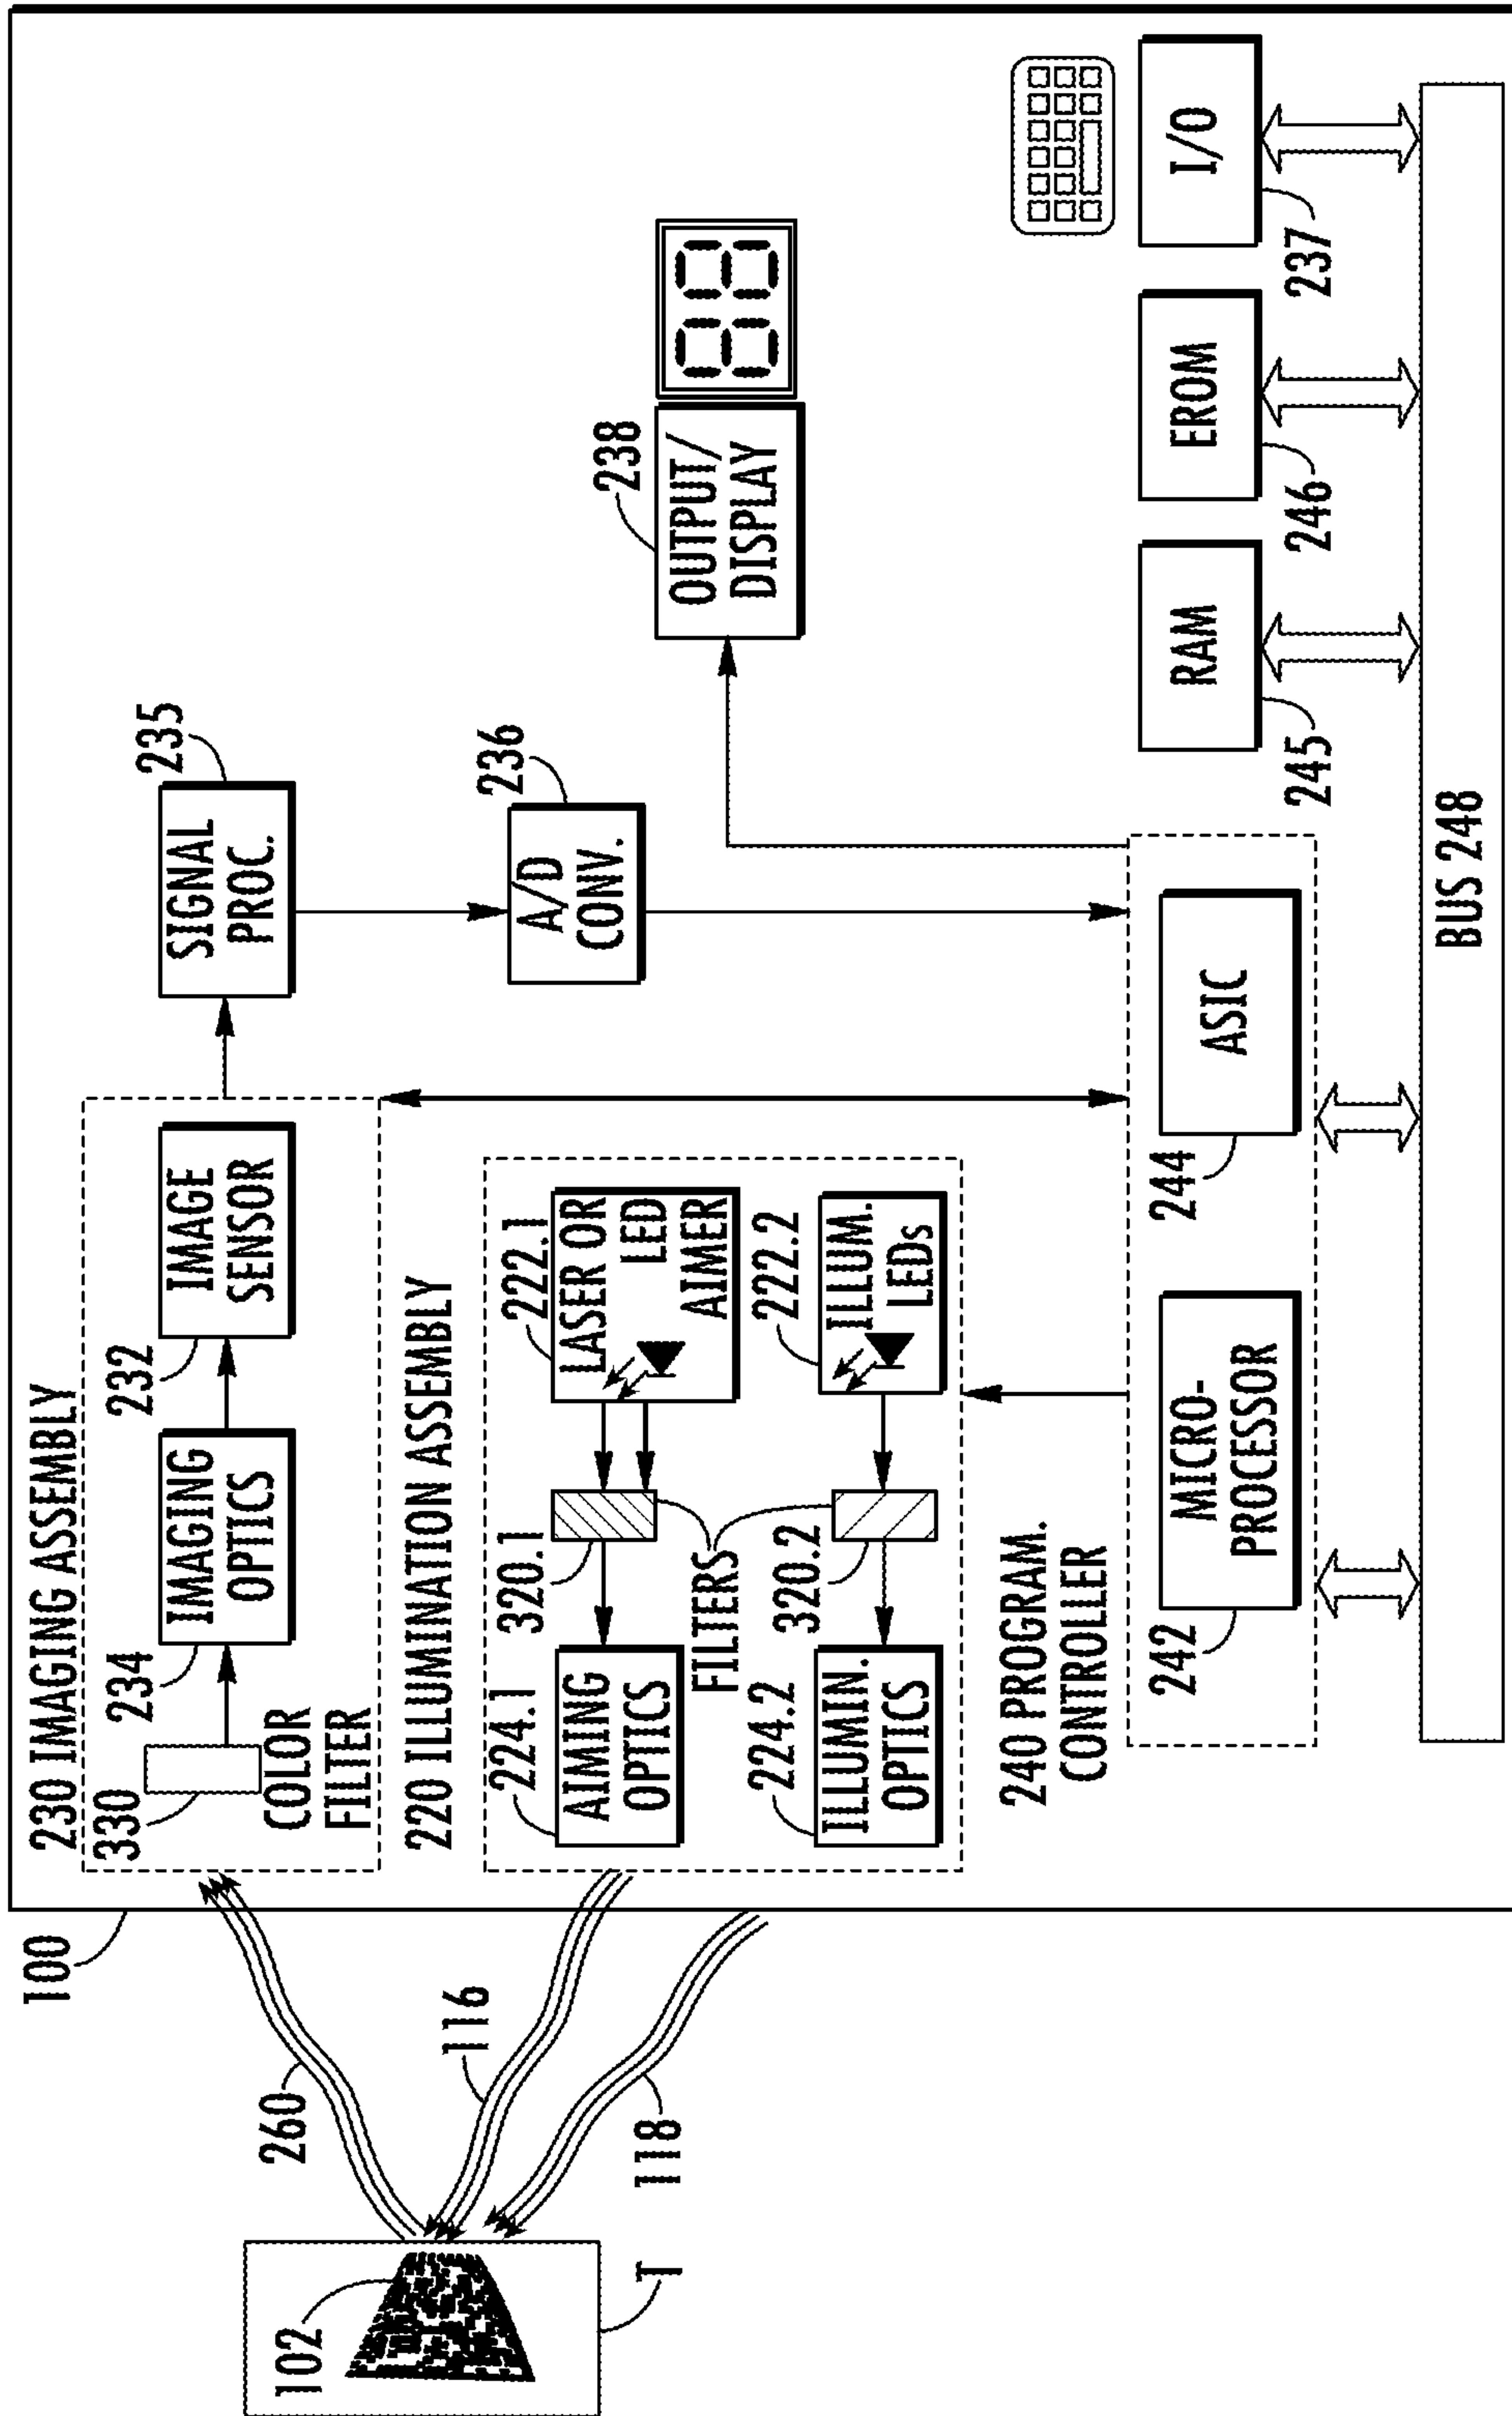 100
230 IMAGING ASSEMBLY
330
COLOR
FILTER
234
IMAGING
OPTICS
232
IMAGE
SENSOR
235
SIGNAL
PROC.
236
A/D
CONV.
238
OUTPUT/
DISPLAY
88
260
116
118
102
T
220 ILLUMINATION ASSEMBLY
224.1
AIMING
OPTICS
320.1
222.1
LASER OR
LED
AIMER
FILTERS
224.2
ILLUMIN.
OPTICS
320.2
222.2
ILLUM.
LEDs
240 PROGRAM.
CONTROLLER
242
MICRO-
PROCESSOR
244
ASIC
RAM
245
EROM
246
I/O
237
BUS 248